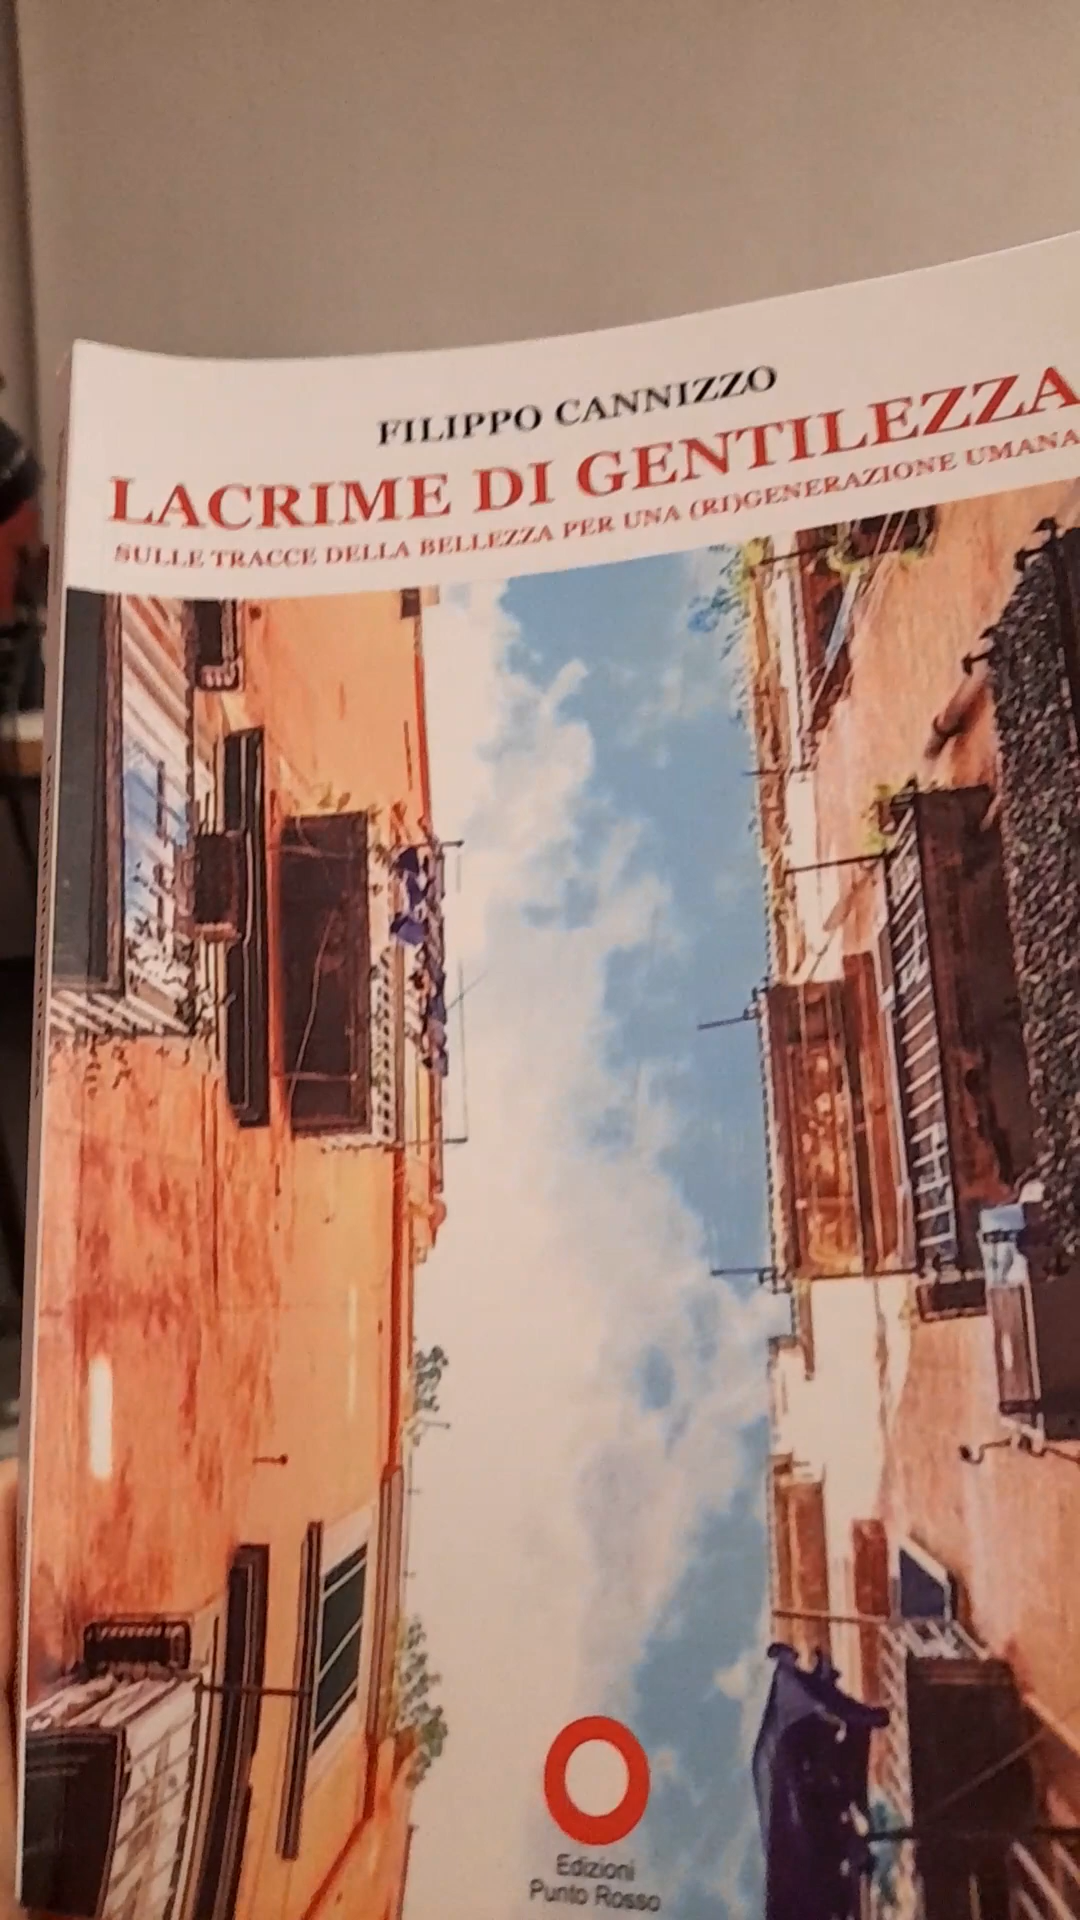 FILIPPO CANNIZZO
LACRIME DI GENTILEZZA
SULLE TRACCE DELLA BELLEZZA PER UNA (RI)GENERAZIONE UMANA
Edizioni
Punto Rosso